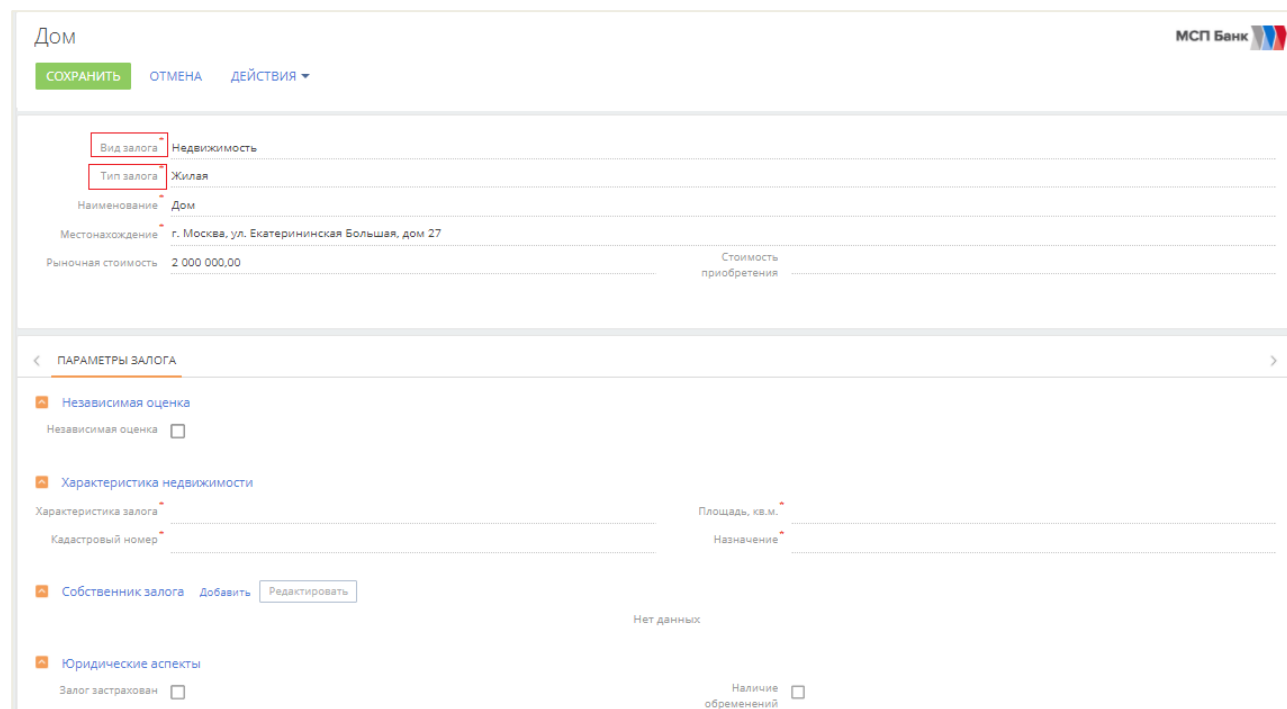 Дом
МСП Банк
СОХРАНИТЬ ОТМЕНА ДЕЙСТВИЯ
Вид залога* Недвижимость
Тип залога* Жилая
Наименование* Дом
Местонахождение* г. Москва, ул. Екатерининская Большая, дом 27
Рыночная стоимость 2 000 000,00 Стоимость
приобретения
ПАРАМЕТРЫ ЗАЛОГА
Независимая оценка
Независимая оценка
Характеристика недвижимости
Характеристика залога* Площадь, кв.м.*
Кадастровый номер* Назначение*
Собственник залога Добавить Редактировать
Нет данных
Юридические аспекты
Залог застрахован Наличие
обременений